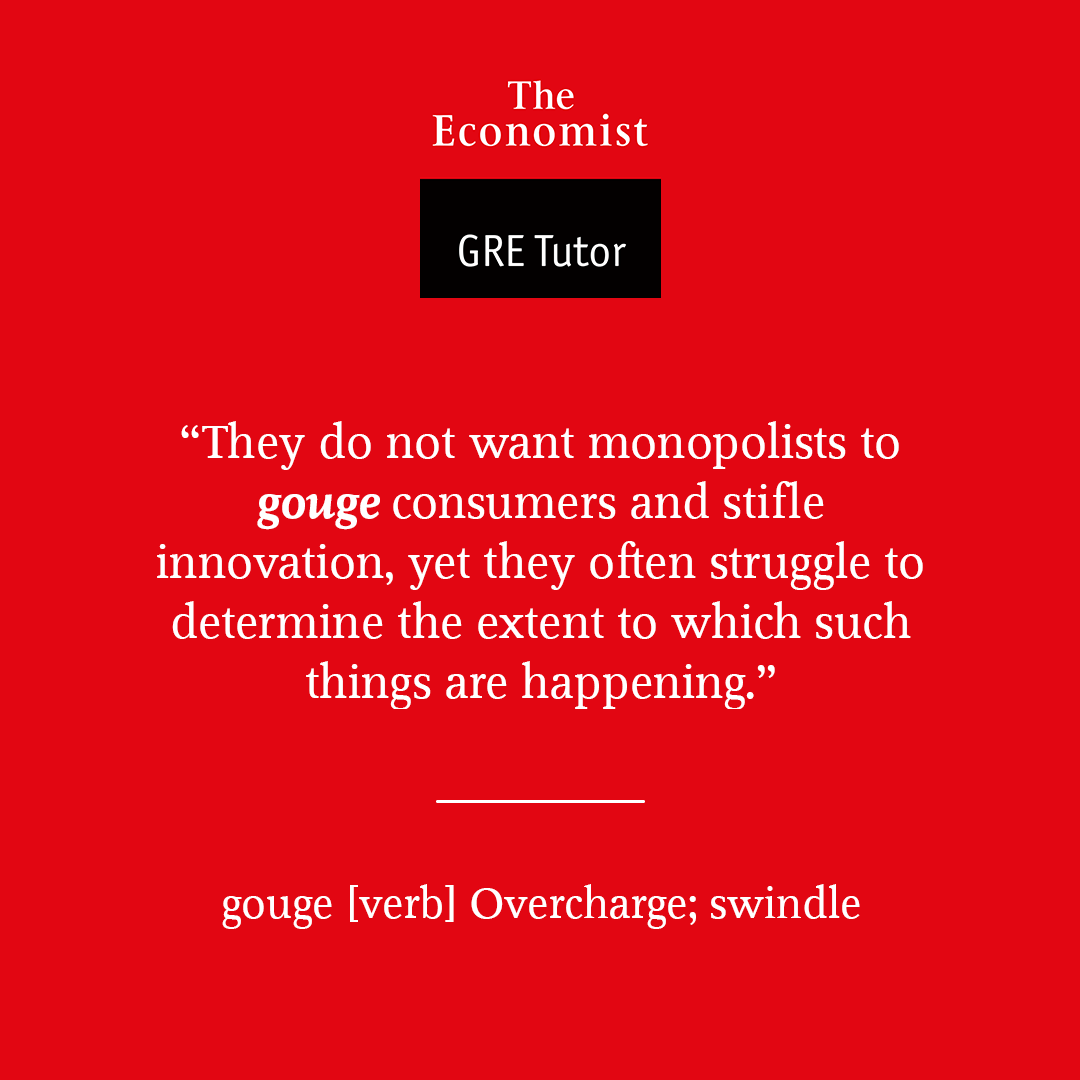 The
Economist
GRE Tutor
“They do not want monopolists to
gouge consumers and stifle
innovation, yet they often struggle to
determine the extent to which such
things are happening.”
gouge [verb] Overcharge; swindle